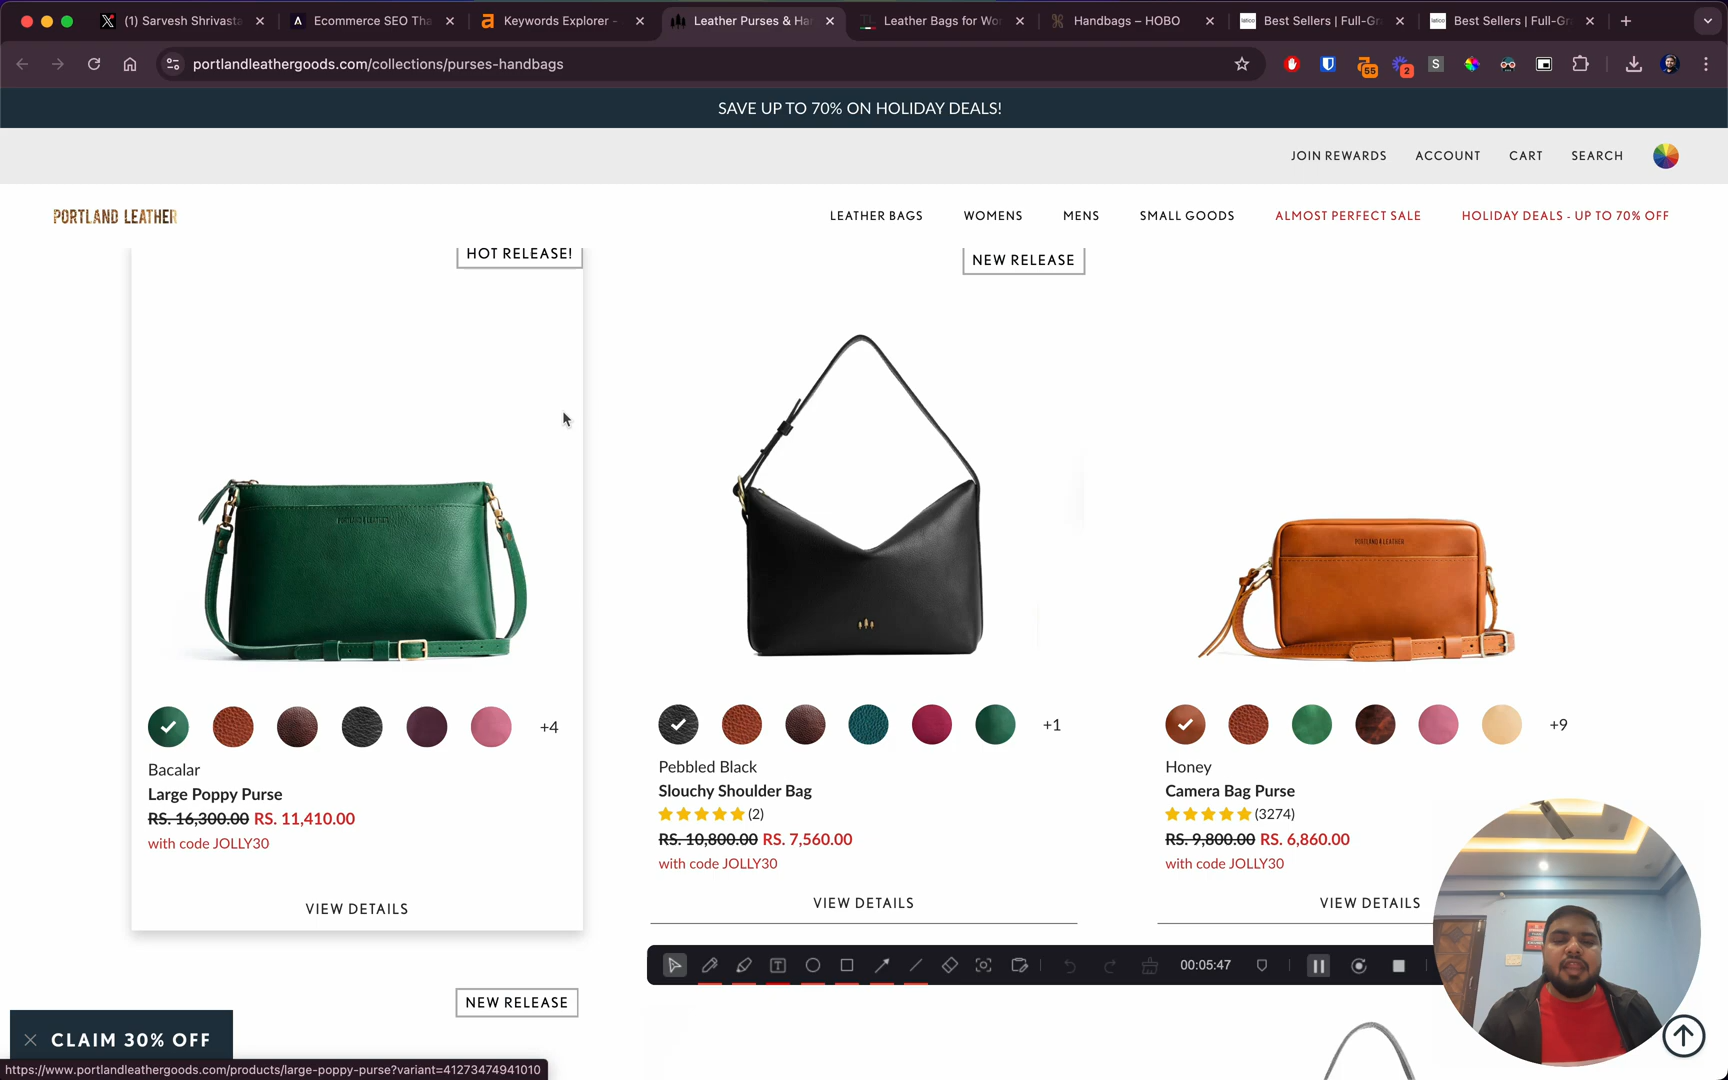 (1) Sarvesh Shrivasta
Ecommerce SEO Tha
Keywords Explorer -
Leather Purses & Han
Leather Bags for Wor
Handbags – HOBO
Best Sellers | Full-Gr
Best Sellers | Full-Gr
portlandleathergoods.com/collections/purses-handbags
55
2
S
SAVE UP TO 70% ON HOLIDAY DEALS!
JOIN REWARDS
ACCOUNT
CART
SEARCH
PORTLAND LEATHER
LEATHER BAGS
WOMENS
MENS
SMALL GOODS
ALMOST PERFECT SALE
HOLIDAY DEALS - UP TO 70% OFF
HOT RELEASE!
NEW RELEASE
+4
Bacalar
Large Poppy Purse
RS. 16,300.00 RS. 11,410.00
with code JOLLY30
VIEW DETAILS
+1
Pebbled Black
Slouchy Shoulder Bag
(2)
RS. 10,800.00 RS. 7,560.00
with code JOLLY30
VIEW DETAILS
+9
Honey
Camera Bag Purse
(3274)
RS. 9,800.00 RS. 6,860.00
with code JOLLY30
VIEW DETAILS
00:05:47
NEW RELEASE
CLAIM 30% OFF
https://www.portlandleathergoods.com/products/large-poppy-purse?variant=41273474941010